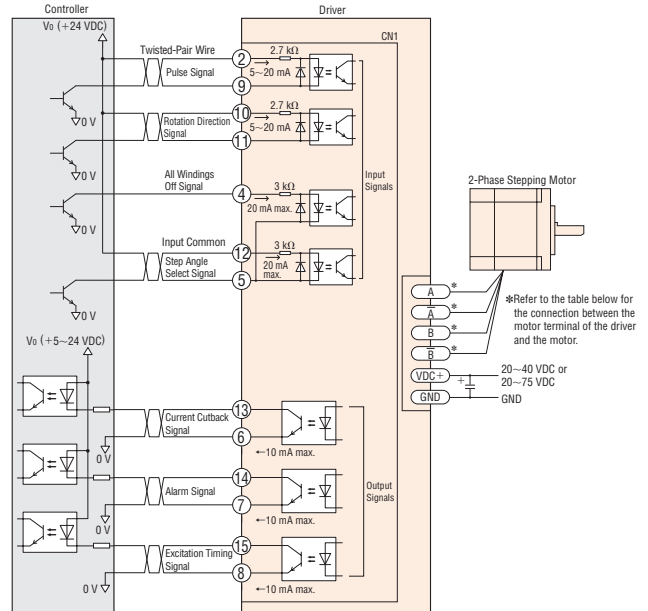 Controller
Driver
V₀ (+24 VDC)
CN1
Twisted-Pair Wire
2
2.7 kΩ
5~20 mA
Pulse Signal
9
0 V
10
2.7 kΩ
Rotation Direction
Signal
5~20 mA
11
0 V
Input
Signals
All Windings
Off Signal
4
3 kΩ
20 mA max.
0 V
Input Common
12
3 kΩ
Step Angle
Select Signal
20 mA
max.
5
0 V
2-Phase Stepping Motor
A *
A̅ *
B *
B̅ *
*Refer to the table below for
the connection between the
motor terminal of the driver
and the motor.
VDC+
+
20~40 VDC or
20~75 VDC
GND
GND
V₀ (+5~24 VDC)
13
Current Cutback
Signal
6
0 V
←10 mA max.
14
Alarm Signal
7
0 V
←10 mA max.
Output
Signals
15
Excitation Timing
Signal
8
0 V
←10 mA max.